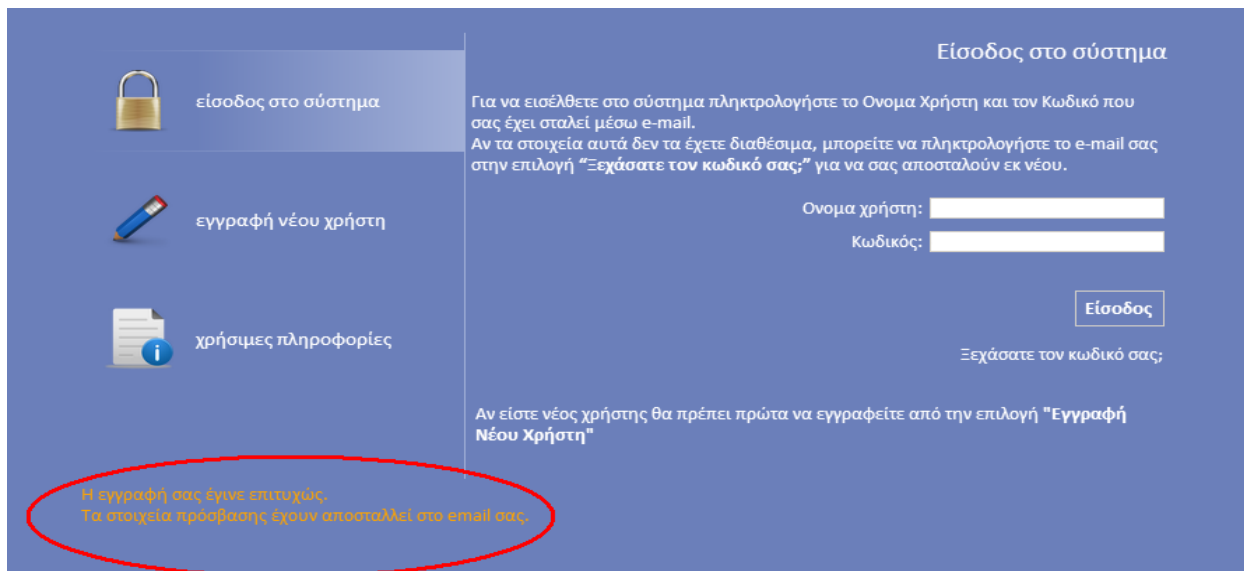 είσοδος στο σύστημα
εγγραφή νέου χρήστη
χρήσιμες πληροφορίες
Είσοδος στο σύστημα
Για να εισέλθετε στο σύστημα πληκτρολογήστε το Ονομα Χρήστη και τον Κωδικό που
σας έχει σταλεί μέσω e-mail.
Αν τα στοιχεία αυτά δεν τα έχετε διαθέσιμα, μπορείτε να πληκτρολογήστε το e-mail σας
στην επιλογή “Ξεχάσατε τον κωδικό σας;” για να σας αποσταλούν εκ νέου.
Ονομα χρήστη:
Κωδικός:
Είσοδος
Ξεχάσατε τον κωδικό σας;
Αν είστε νέος χρήστης θα πρέπει πρώτα να εγγραφείτε από την επιλογή "Εγγραφή
Νέου Χρήστη"
Η εγγραφή σας έγινε επιτυχώς.
Τα στοιχεία πρόσβασης έχουν αποσταλλεί στο email σας.